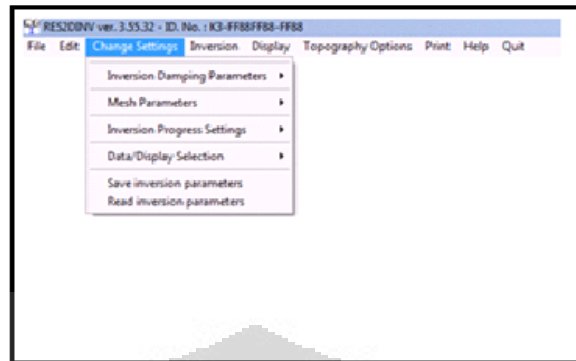 RES2DINV ver. 3.55.32 - ID. No. : K3-FF88FF88-FF88
File Edit Change Settings Inversion Display Topography Options Print Help Quit
Inversion Damping Parameters
Mesh Parameters
Inversion Progress Settings
Data/Display Selection
Save inversion parameters
Read inversion parameters